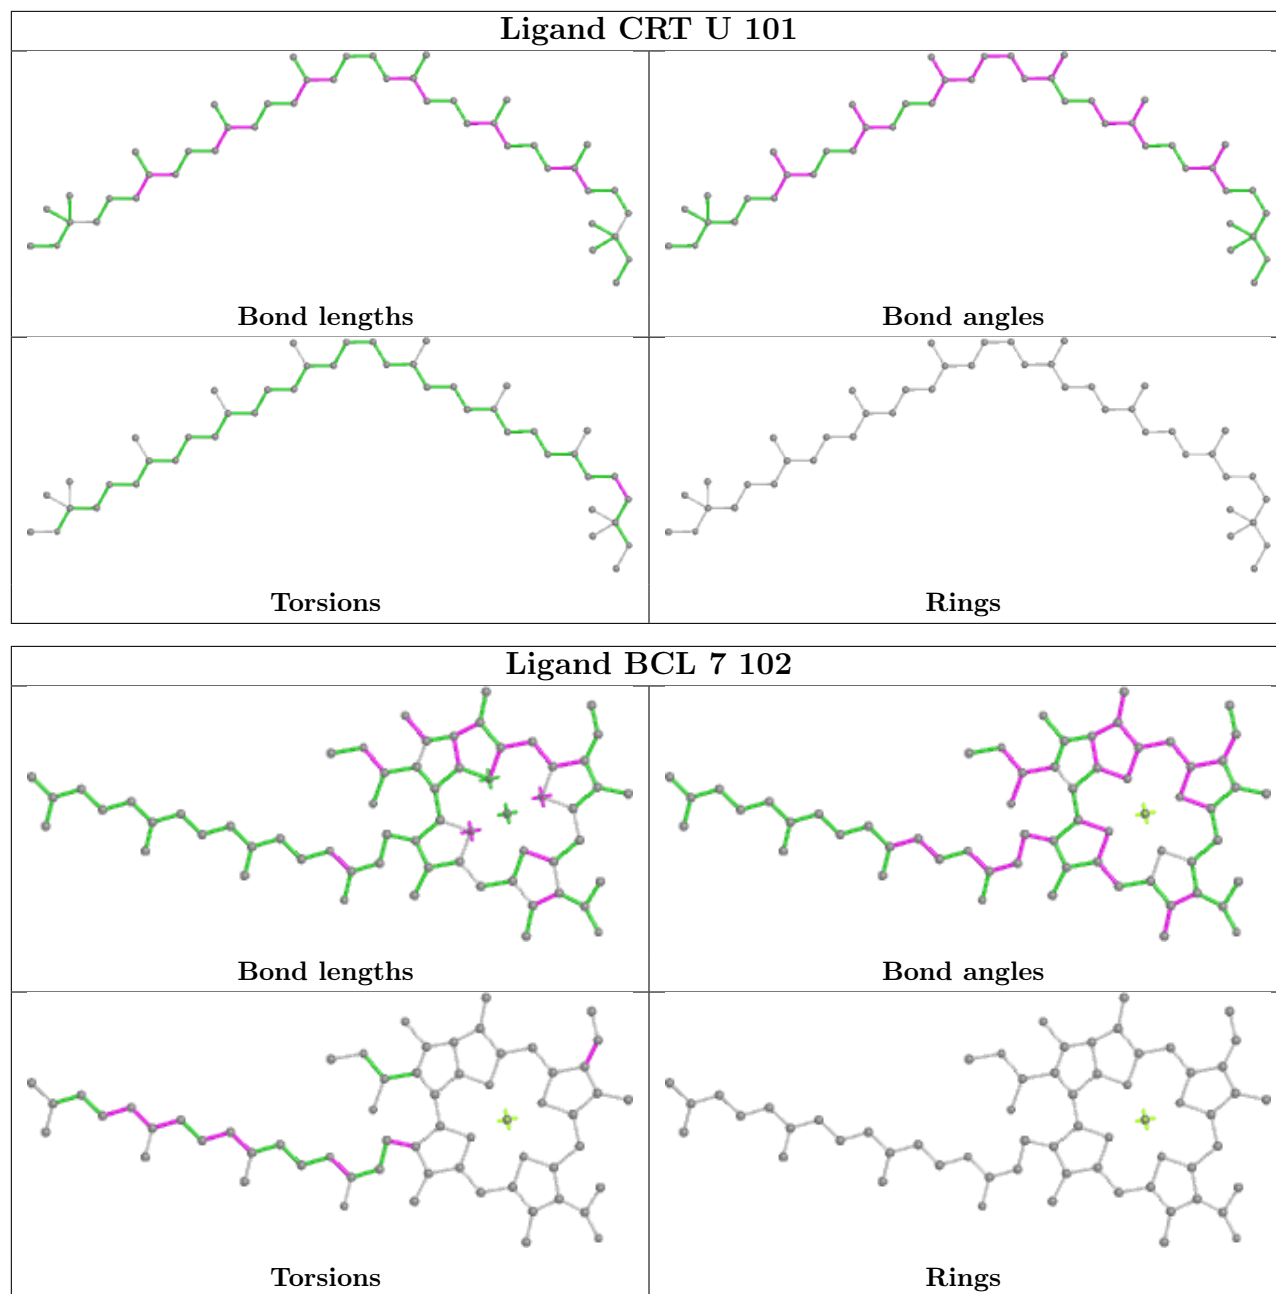 Ligand CRT U 101
Bond lengths
Bond angles
Torsions
Rings
Ligand BCL 7 102
Bond lengths
Bond angles
Torsions
Rings